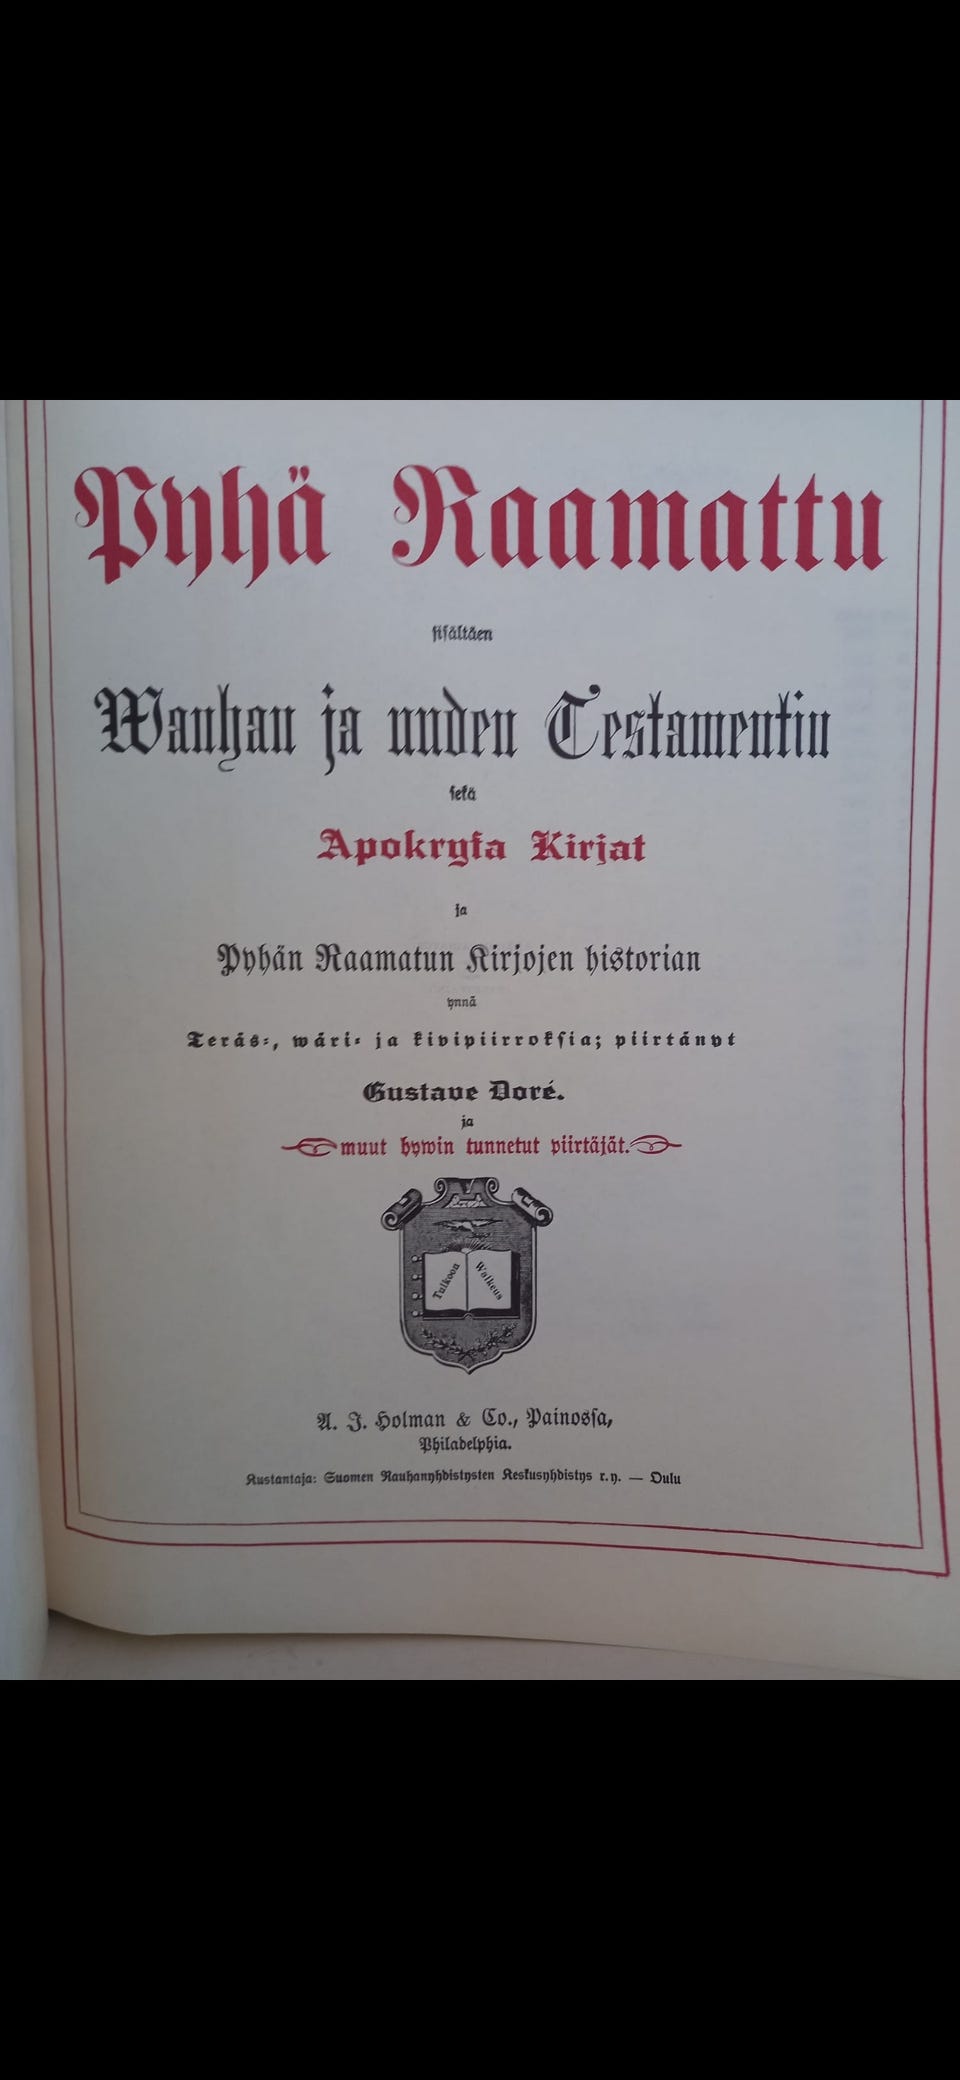 Pyhä Raamattu
sisältäen
Wanhan ja uuden Testamentin
sekä
Apokryfa Kirjat
ja
Pyhän Raamatun Kirjojen historian
ynnä
Teräs-, wäri- ja kivipiirroksia; piirtänyt
Gustave Doré.
ja
muut hywin tunnetut piirtäjät.
Tulkoon Walkeus
A. J. Holman & Co., Painossa,
Philadelphia.
Kustantaja: Suomen Rauhanyhdistysten Keskusyhdistys r.y. — Oulu